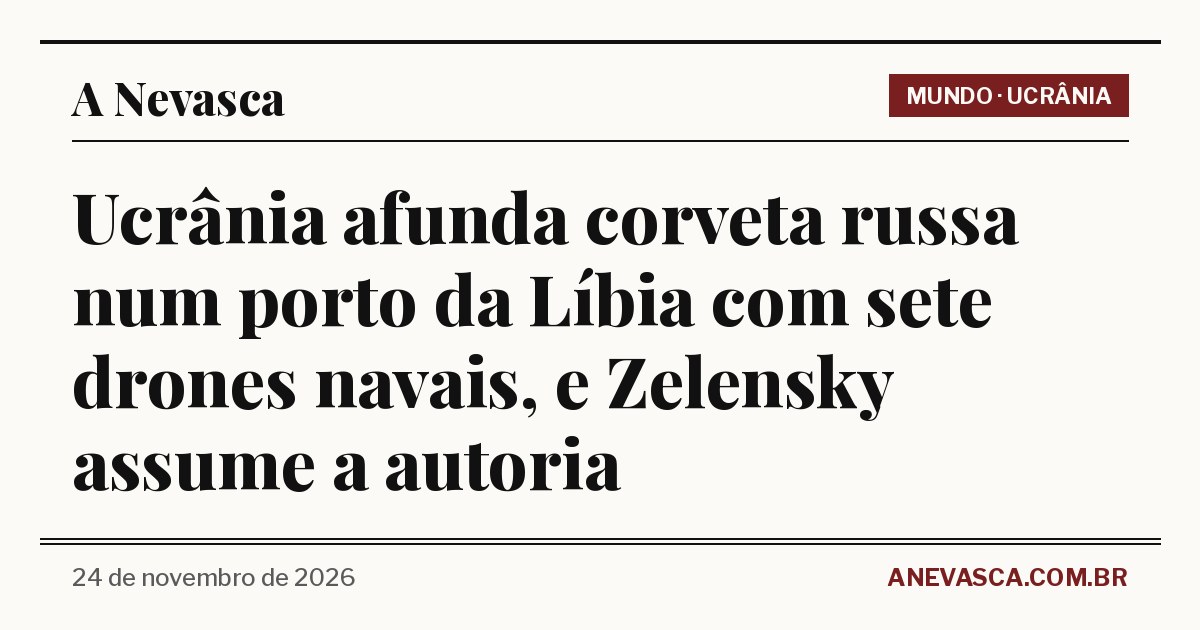 A Nevasca
MUNDO · UCRÂNIA
Ucrânia afunda corveta russa
num porto da Líbia com sete
drones navais, e Zelensky
assume a autoria
24 de novembro de 2026
ANEVASCA.COM.BR